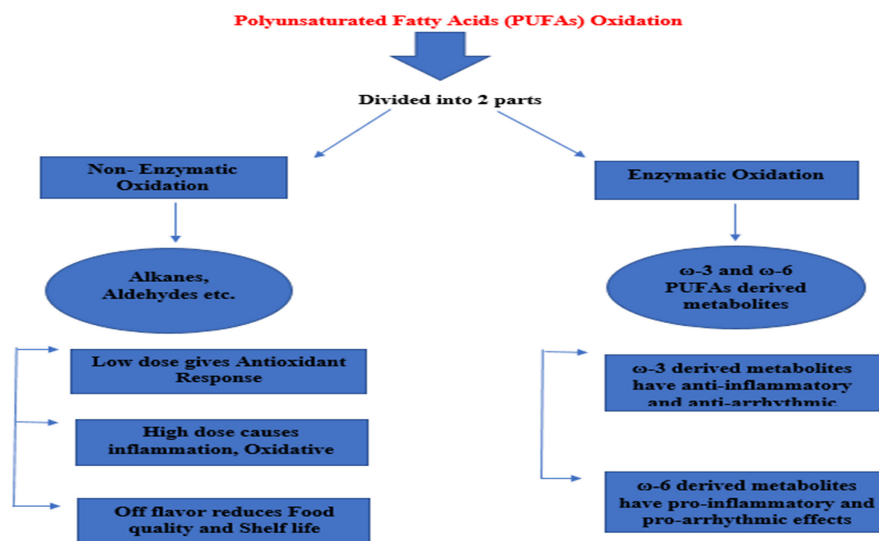 Polyunsaturated Fatty Acids (PUFAs) Oxidation
Divided into 2 parts
Non- Enzymatic
Oxidation
Alkanes,
Aldehydes etc.
Low dose gives Antioxidant
Response
High dose causes
inflammation, Oxidative
Off flavor reduces Food
quality and Shelf life
Enzymatic Oxidation
ω-3 and ω-6
PUFAs derived
metabolites
ω-3 derived metabolites
have anti-inflammatory
and anti-arrhythmic
ω-6 derived metabolites
have pro-inflammatory and
pro-arrhythmic effects